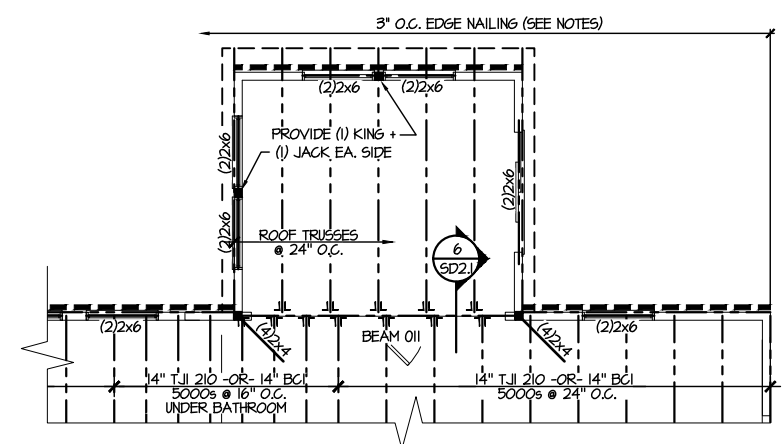 3" O.C. EDGE NAILING (SEE NOTES)
(2)2x6
(2)2x6
PROVIDE (1) KING +
(1) JACK EA. SIDE
(2)2x6
(2)2x6
(2)2x6
ROOF TRUSSES
@ 24" O.C.
6
SD2.1
(2)2x6
(4)2x4
BEAM 011
(4)2x4
(2)2x6
14" TJI 210 -OR- 14" BCI
5000s @ 16" O.C.
UNDER BATHROOM
14" TJI 210 -OR- 14" BCI
5000s @ 24" O.C.